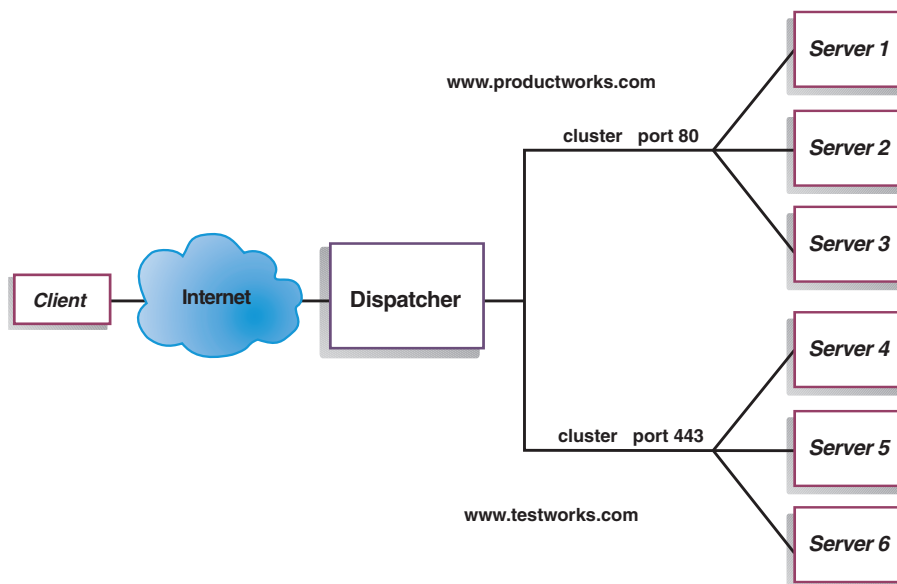 Server 1
www.productworks.com
cluster port 80
Server 2
Server 3
Client
Internet
Dispatcher
Server 4
cluster port 443
Server 5
www.testworks.com
Server 6